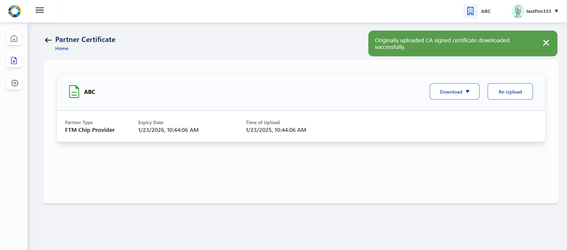 ABC
testftm333
Partner Certificate
Home
Originally uploaded CA signed certificate downloaded
successfully.
ABC
Download
Re-Upload
Partner Type
Expiry Date
Time of Upload
FTM Chip Provider
1/23/2026, 10:44:06 AM
1/23/2025, 10:44:06 AM